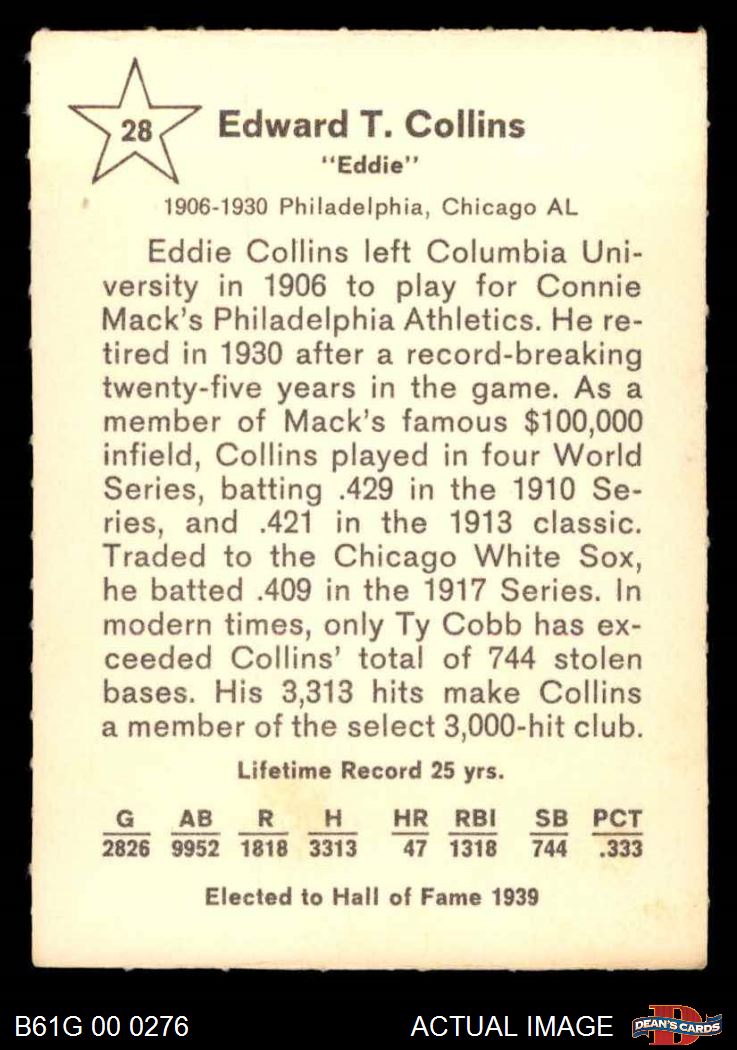 28
Edward T. Collins
"Eddie"
1906-1930 Philadelphia, Chicago AL
Eddie Collins left Columbia Uni-
versity in 1906 to play for Connie
Mack's Philadelphia Athletics. He re-
tired in 1930 after a record-breaking
twenty-five years in the game. As a
member of Mack's famous $100,000
infield, Collins played in four World
Series, batting .429 in the 1910 Se-
ries, and .421 in the 1913 classic.
Traded to the Chicago White Sox,
he batted .409 in the 1917 Series. In
modern times, only Ty Cobb has ex-
ceeded Collins' total of 744 stolen
bases. His 3,313 hits make Collins
a member of the select 3,000-hit club.
Lifetime Record 25 yrs.
G AB R H HR RBI SB PCT
2826 9952 1818 3313 47 1318 744 .333
Elected to Hall of Fame 1939
B61G 00 0276 ACTUAL IMAGE DEAN'S CARDS